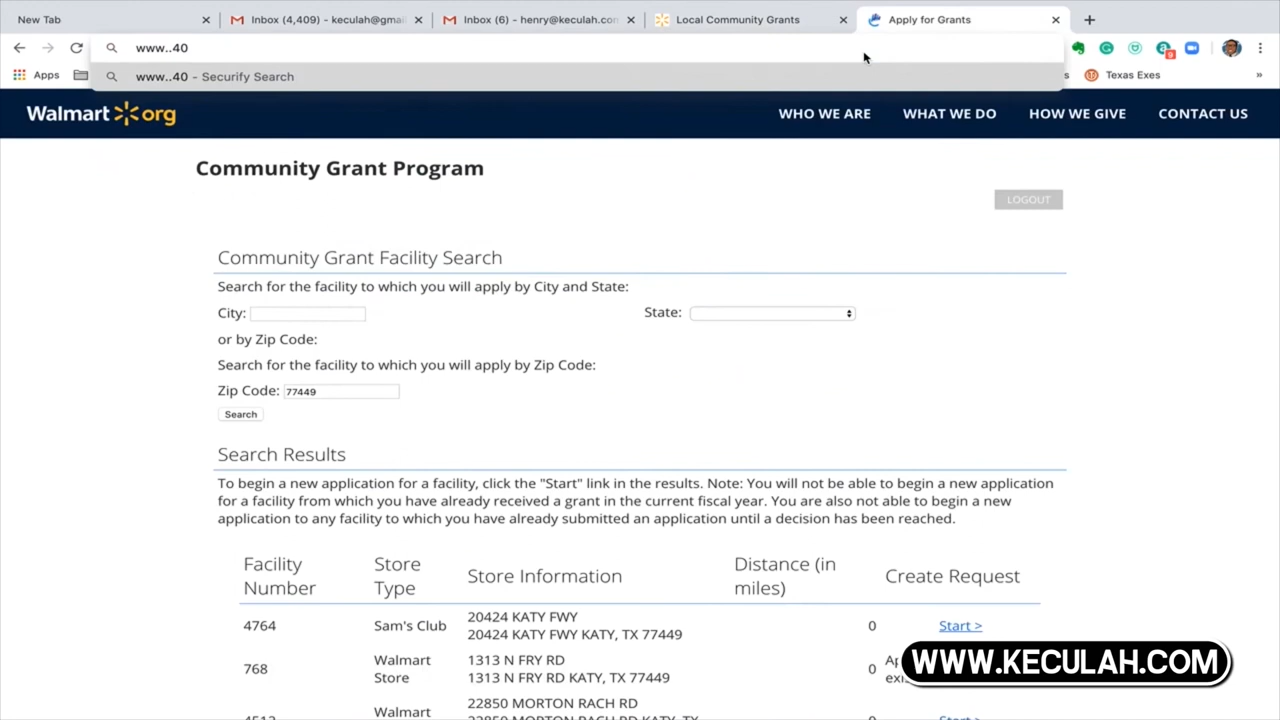 New Tab
Inbox (4,409) - keculah@gmai
Inbox (6) - henry@keculah.con
Local Community Grants
Apply for Grants
www..40
Apps
www..40 - Securify Search
9
s
Texas Exes
»
Walmart org
WHO WE ARE
WHAT WE DO
HOW WE GIVE
CONTACT US
Community Grant Program
LOGOUT
Community Grant Facility Search
Search for the facility to which you will apply by City and State:
City:
State:
or by Zip Code:
Search for the facility to which you will apply by Zip Code:
Zip Code: 77449
Search
Search Results
To begin a new application for a facility, click the "Start" link in the results. Note: You will not be able to begin a new application
for a facility from which you have already received a grant in the current fiscal year. You are also not able to begin a new
application to any facility to which you have already submitted an application until a decision has been reached.
Facility Number
Store Type
Store Information
Distance (in miles)
Create Request
4764
Sam's Club
20424 KATY FWY
20424 KATY FWY KATY, TX 77449
0
Start >
768
Walmart Store
1313 N FRY RD
1313 N FRY RD KATY, TX 77449
0
Walmart
22850 MORTON RACH RD
WWW.KECULAH.COM